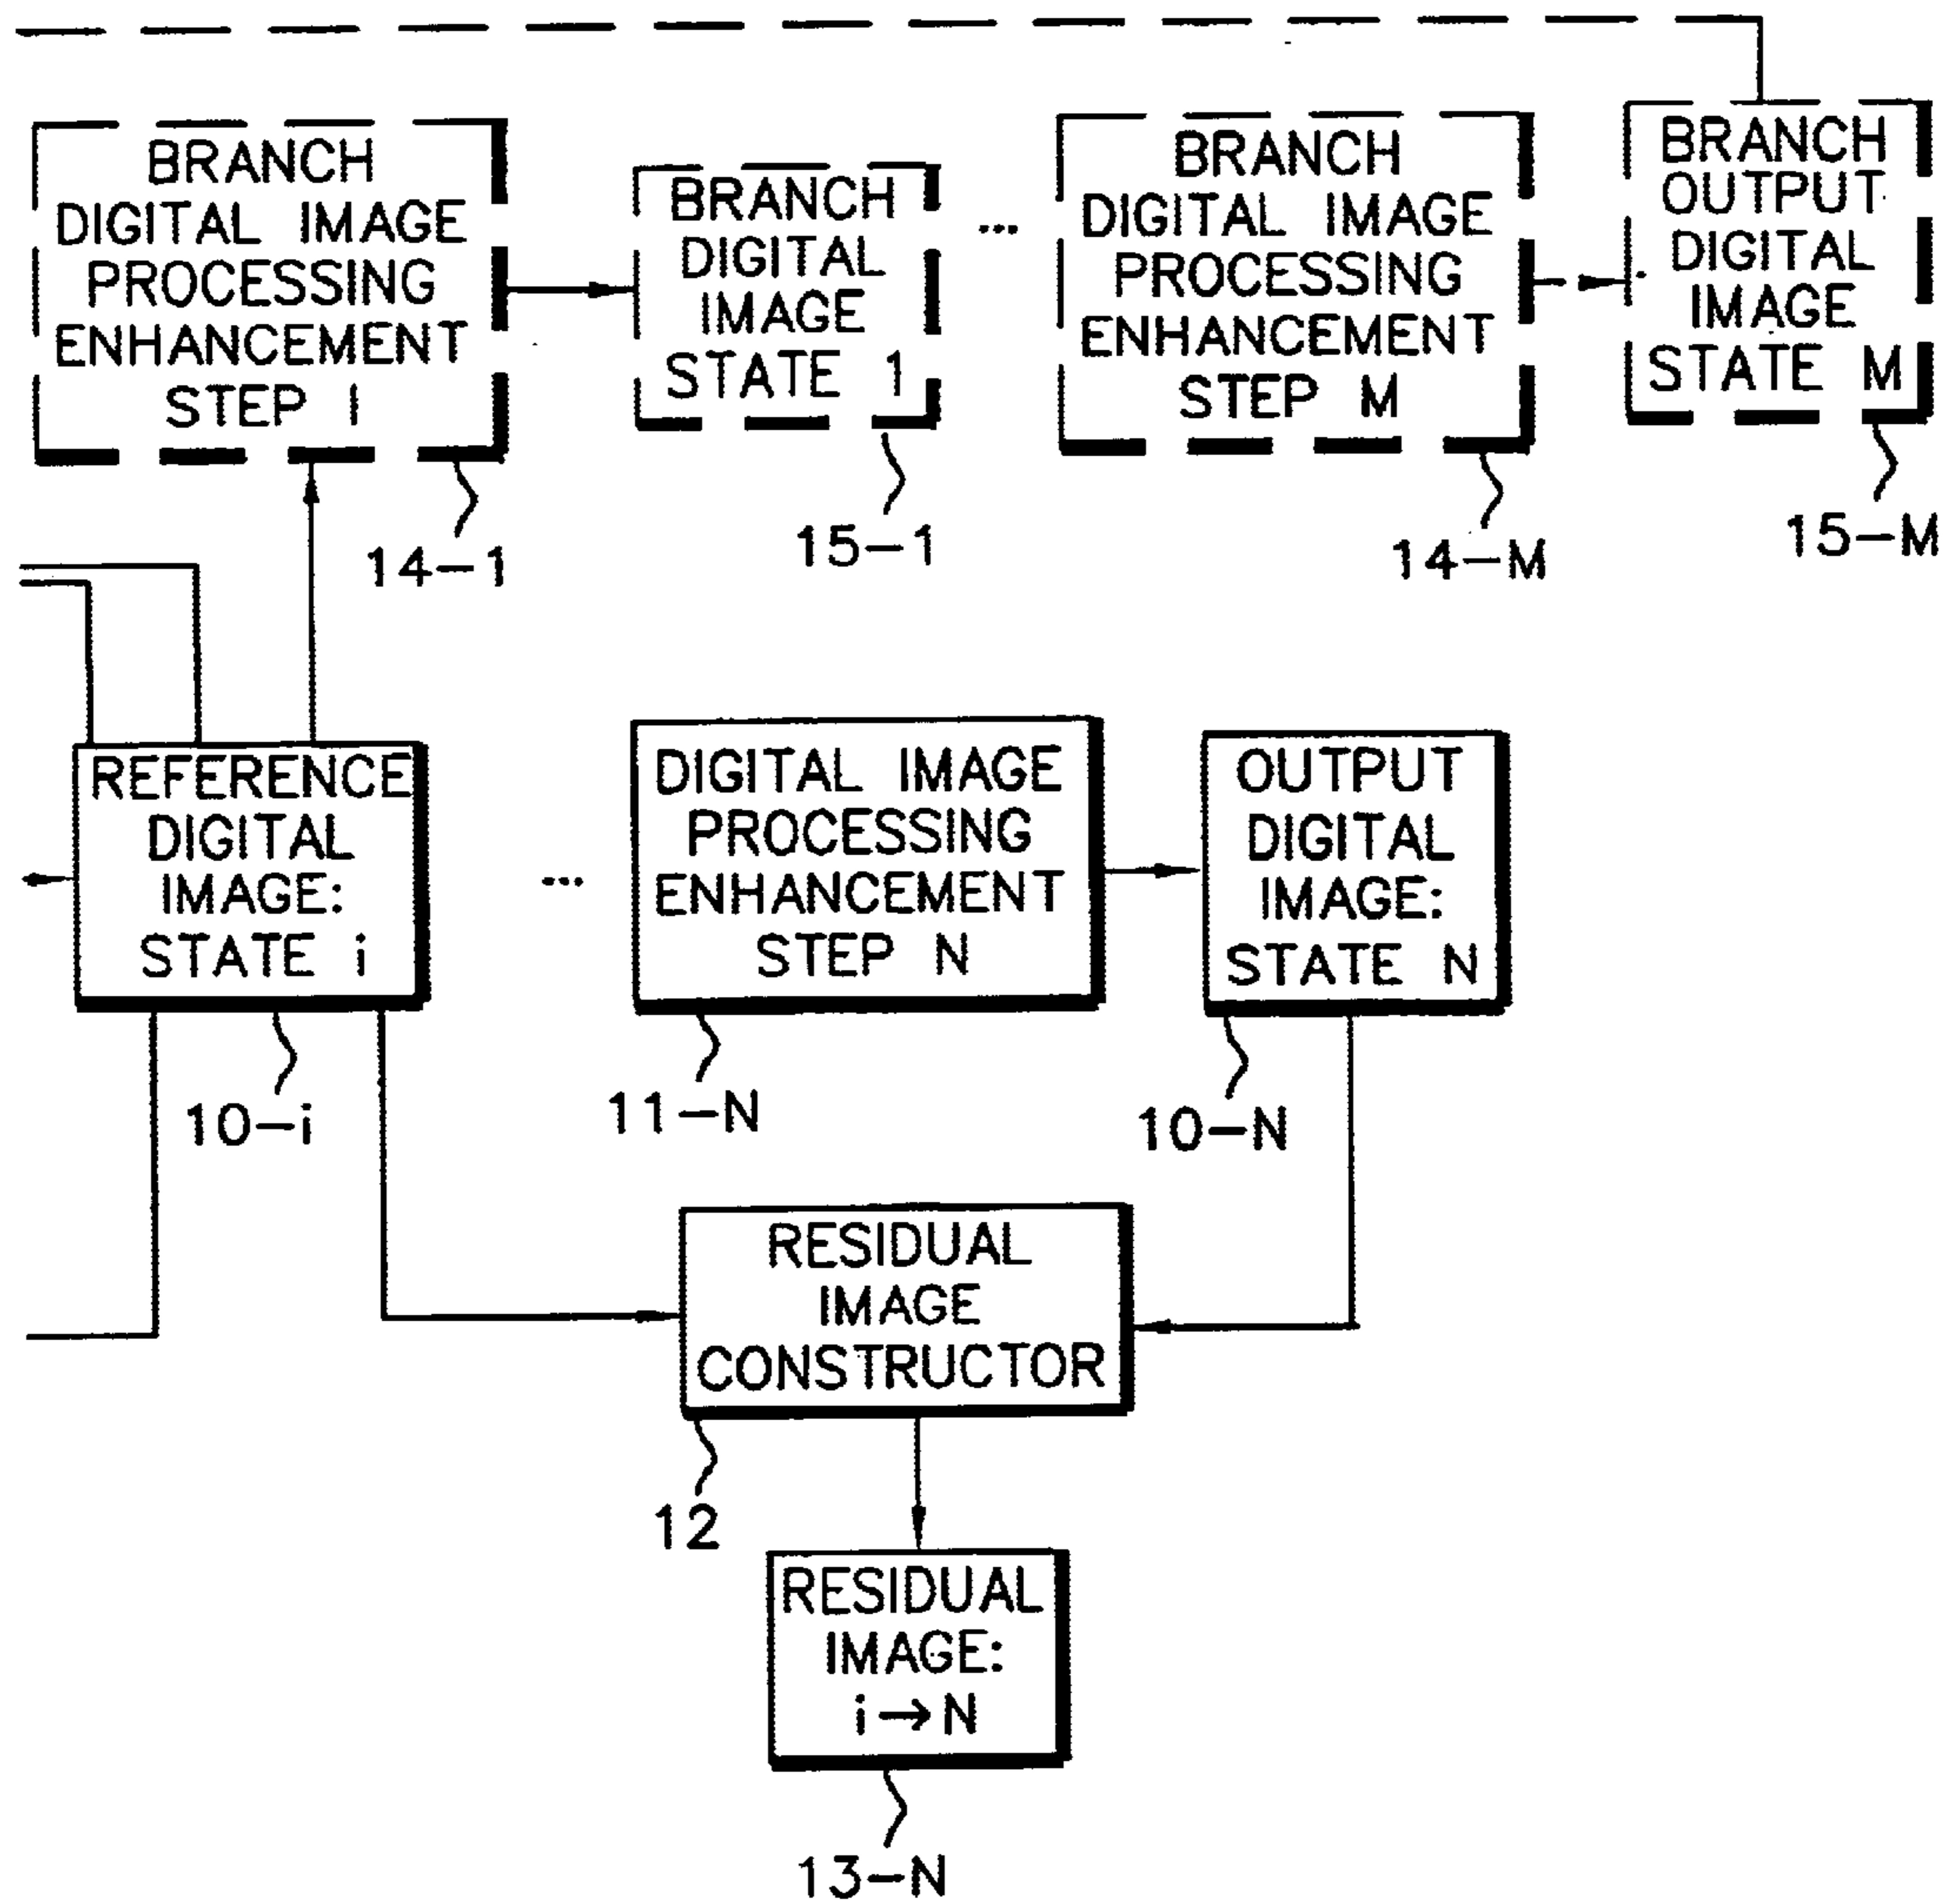 BRANCH
DIGITAL IMAGE
PROCESSING
ENHANCEMENT
STEP 1
14-1
BRANCH
DIGITAL
IMAGE
STATE 1
15-1
...
BRANCH
DIGITAL IMAGE
PROCESSING
ENHANCEMENT
STEP M
14-M
BRANCH
OUTPUT
DIGITAL
IMAGE
STATE M
15-M
REFERENCE
DIGITAL
IMAGE:
STATE i
10-i
...
DIGITAL IMAGE
PROCESSING
ENHANCEMENT
STEP N
11-N
OUTPUT
DIGITAL
IMAGE:
STATE N
10-N
RESIDUAL
IMAGE
CONSTRUCTOR
12
RESIDUAL
IMAGE:
i→N
13-N